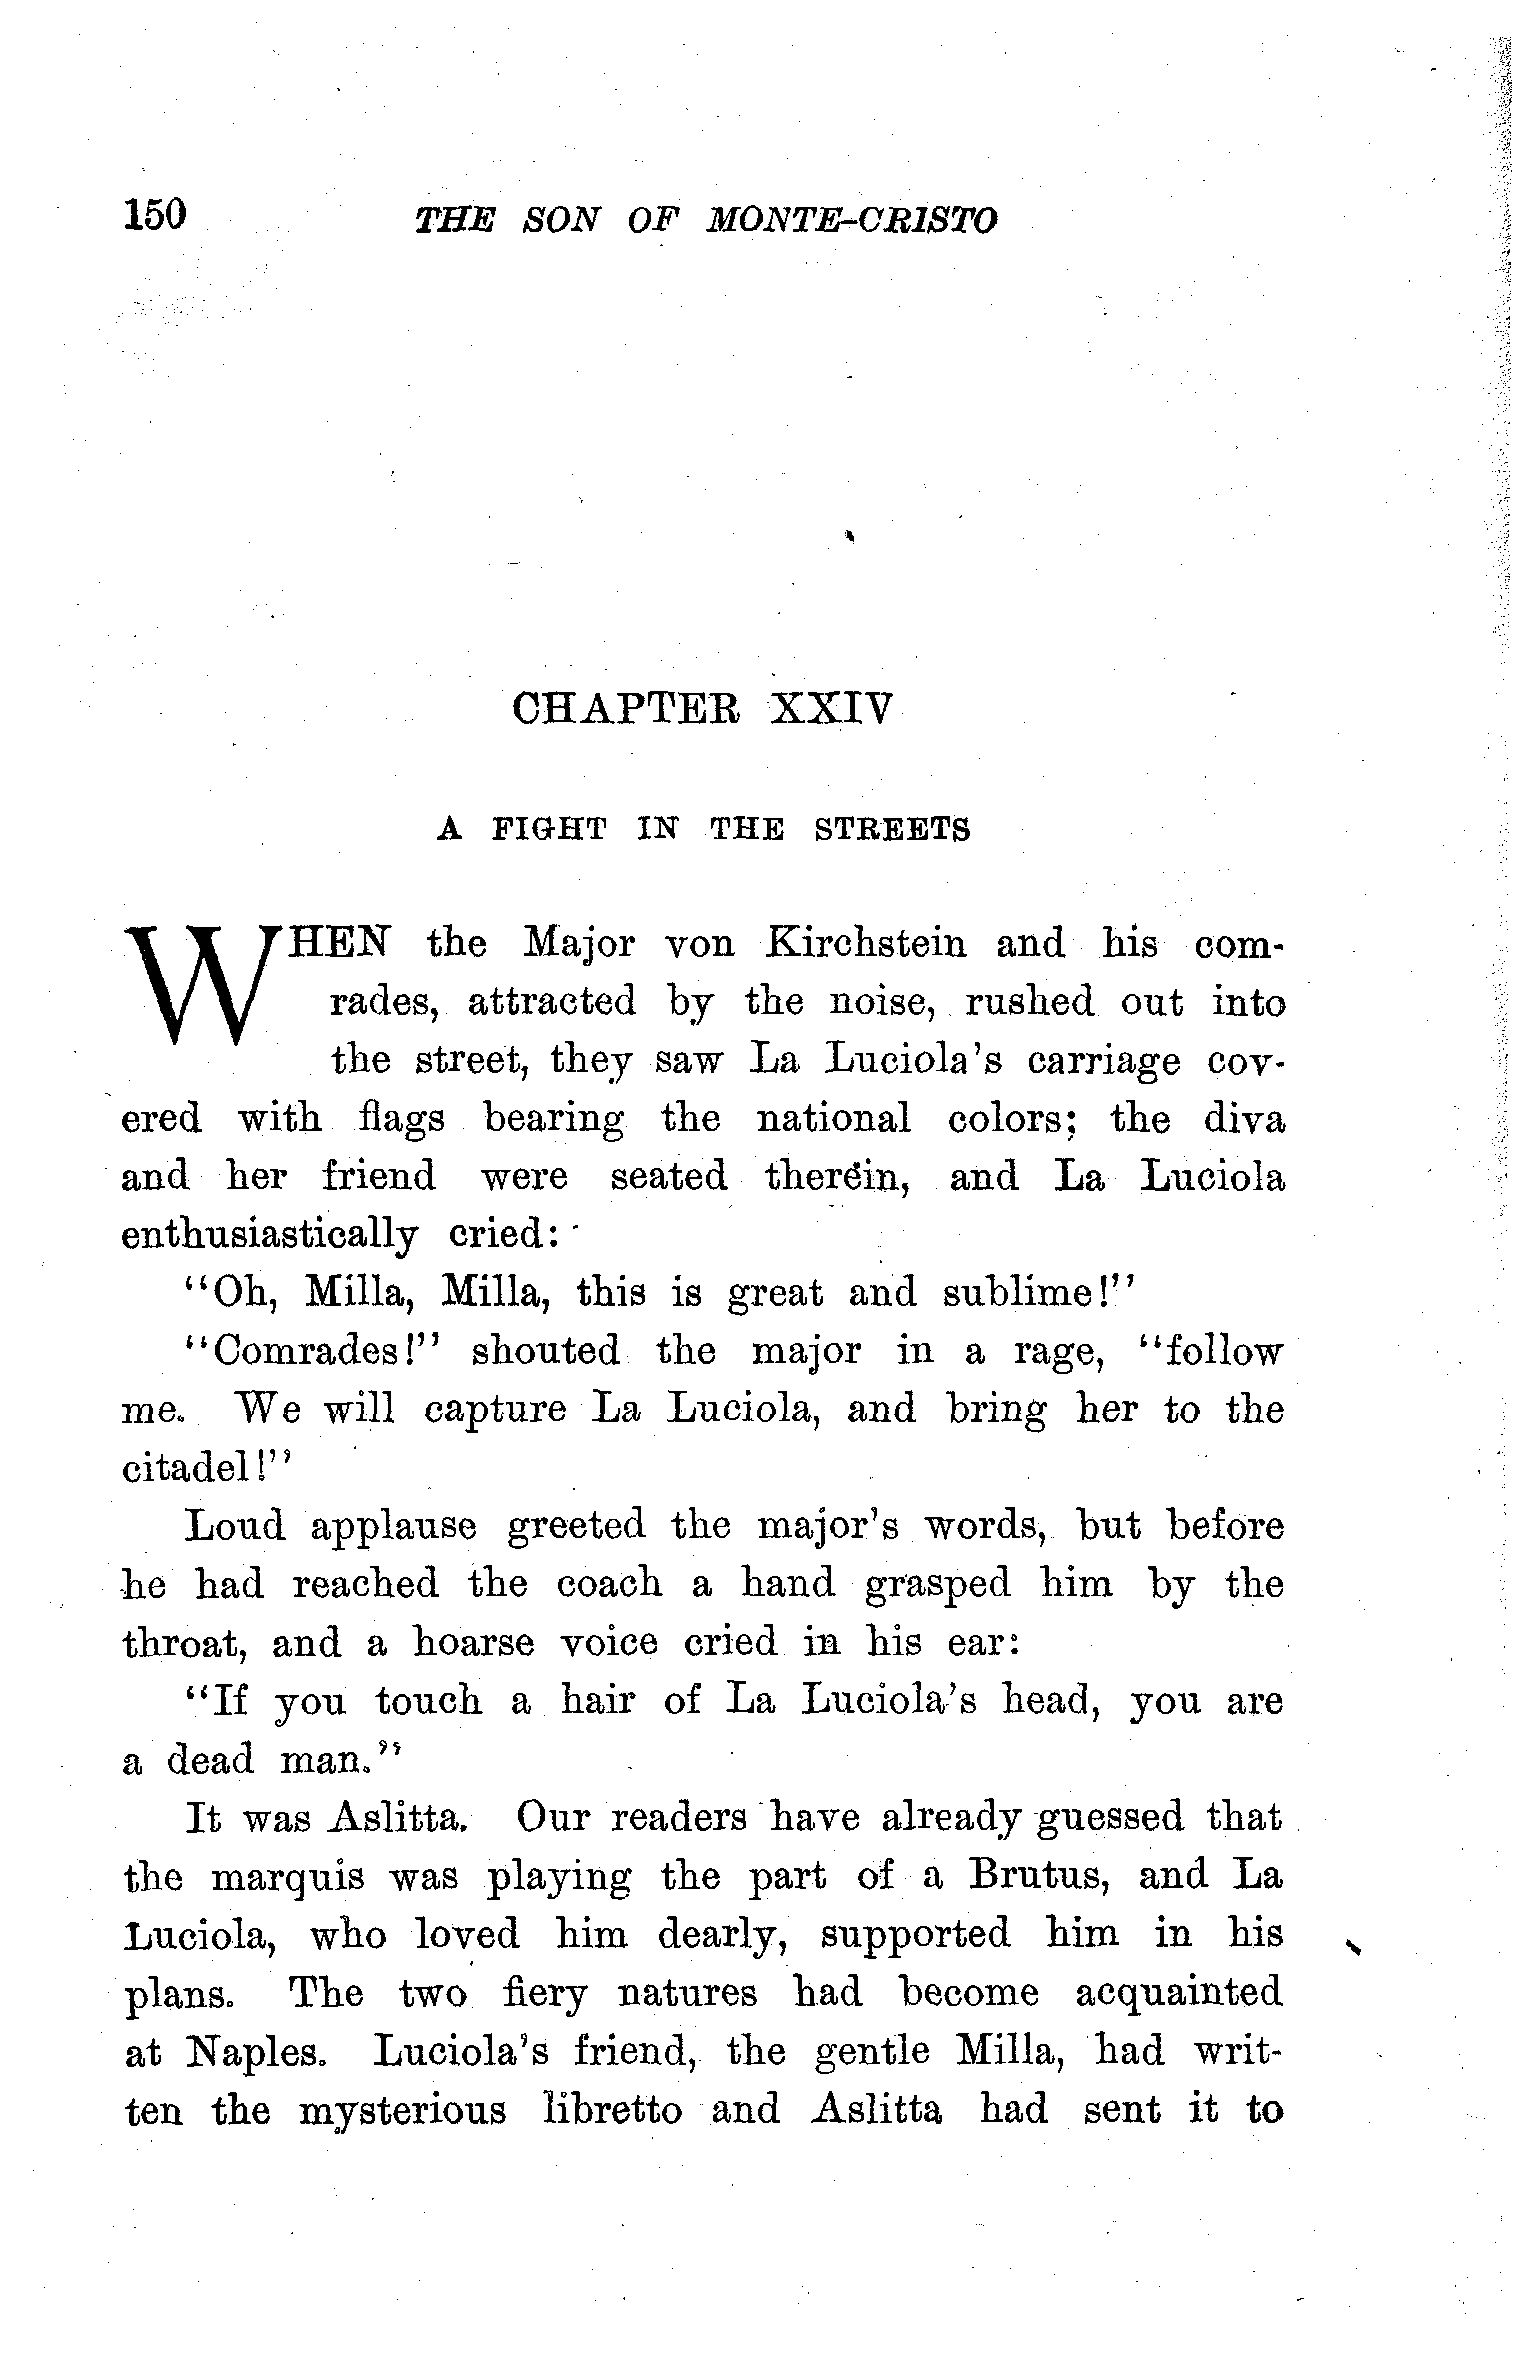 150 THE SON OF MONTE-CRISTO
CHAPTER XXIV
A FIGHT IN THE STREETS
WHEN the Major von Kirchstein and his com-
rades, attracted by the noise, rushed out into
the street, they saw La Luciola's carriage cov-
ered with flags bearing the national colors; the diva
and her friend were seated therein, and La Luciola
enthusiastically cried:
"Oh, Milla, Milla, this is great and sublime!"
"Comrades!" shouted the major in a rage, "follow
me. We will capture La Luciola, and bring her to the
citadel!"
Loud applause greeted the major's words, but before
he had reached the coach a hand grasped him by the
throat, and a hoarse voice cried in his ear:
"If you touch a hair of La Luciola's head, you are
a dead man."
It was Aslitta. Our readers have already guessed that
the marquis was playing the part of a Brutus, and La
Luciola, who loved him dearly, supported him in his
plans. The two fiery natures had become acquainted
at Naples. Luciola's friend, the gentle Milla, had writ-
ten the mysterious libretto and Aslitta had sent it to